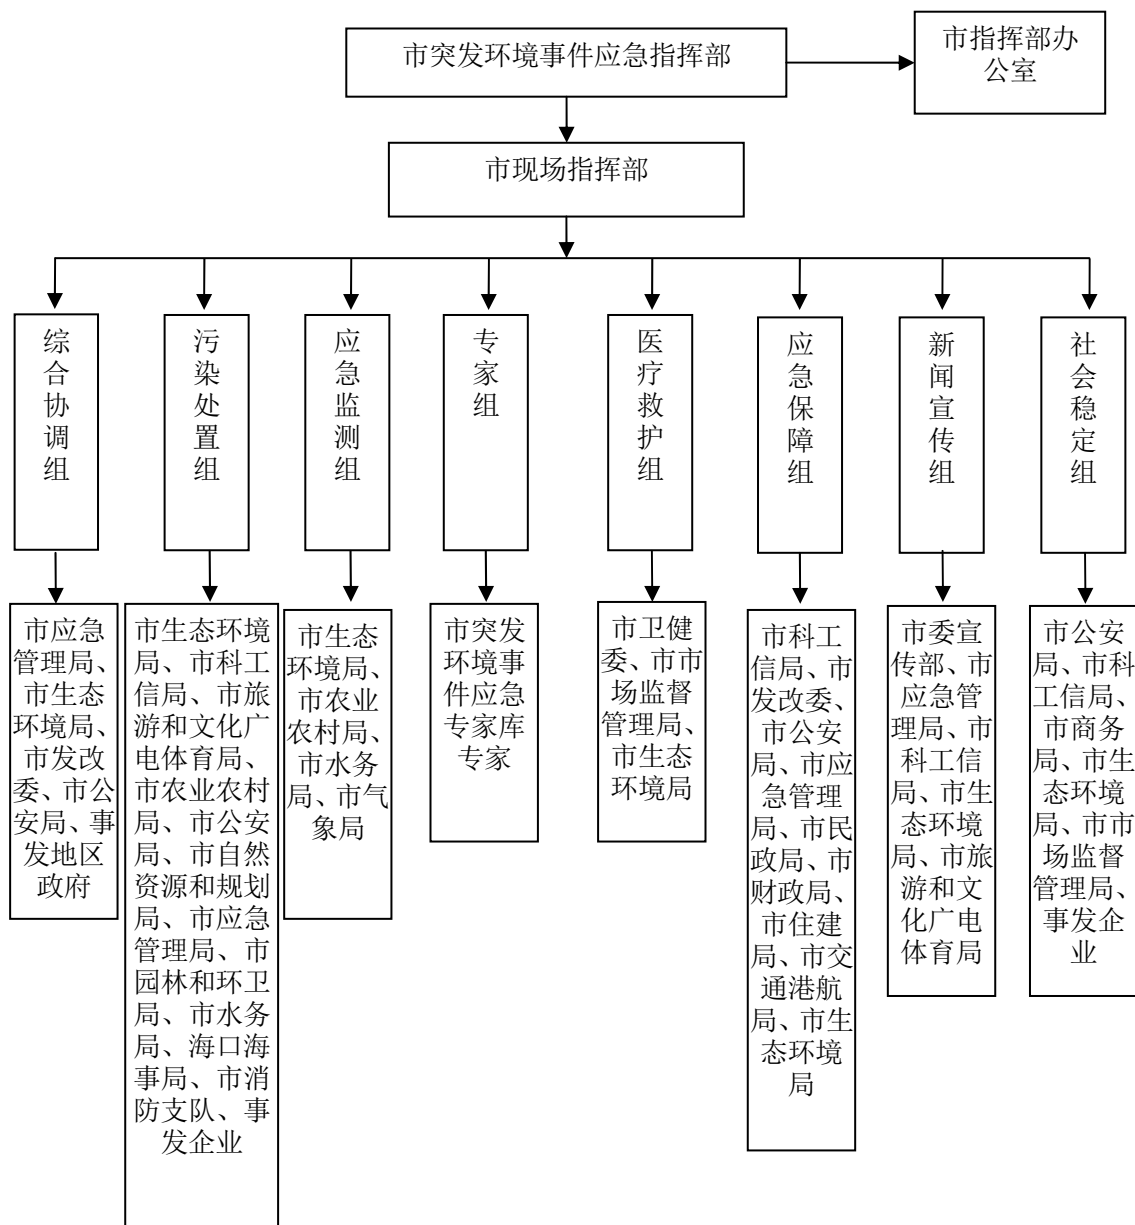 市突发环境事件应急指挥部
市指挥部办
公室
市现场指挥部
综
合
协
调
组
污
染
处
置
组
应
急
监
测
组
专
家
组
医
疗
救
护
组
应
急
保
障
组
新
闻
宣
传
组
社
会
稳
定
组
市应急
管理局、
市生态
环境局、
市发改
委、市公
安局、事
发地区
政府
市生态环境
局、市科工
信局、市旅
游和文化广
电体育局、
市农业农村
局、市公安
局、市自然
资源和规划
局、市应急
管理局、市
园林和环卫
局、市水务
局、海口海
事局、市消
防支队、事
发企业
市生态
环境局、
市农业
农村局、
市水务
局、市气
象局
市突发
环境事
件应急
专家库
专家
市卫健
委、市市
场监督
管理局、
市生态
环境局
市科工
信局、市
发改委、
市公安
局、市应
急管理
局、市民
政局、市
财政局、
市住建
局、市交
通港航
局、市生
态环境
局
市委宣
传部、市
应急管
理局、市
科工信
局、市生
态环境
局、市旅
游和文
化广电
体育局
市公安
局、市科
工信局、
市商务
局、市生
态环境
局、市市
场监督
管理局、
事发企
业